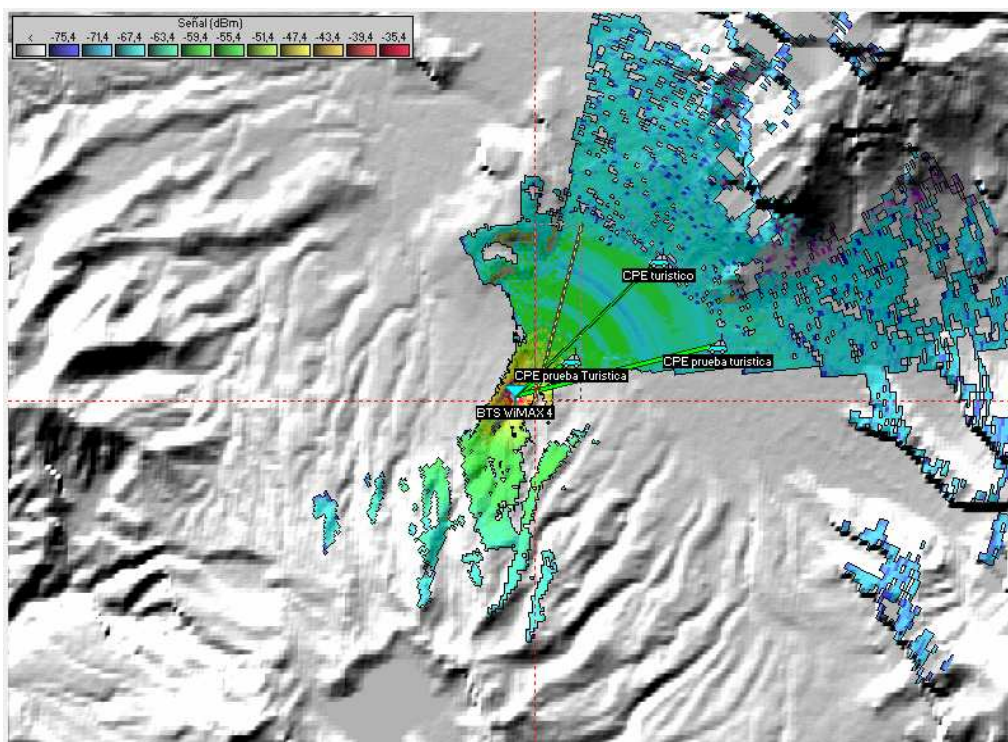 Señal (dBm)
< -75,4 -71,4 -67,4 -63,4 -59,4 -55,4 -51,4 -47,4 -43,4 -39,4 -35,4
CPE turistico
CPE prueba turistica
CPE prueba Turistica
BTS WiMAX 4